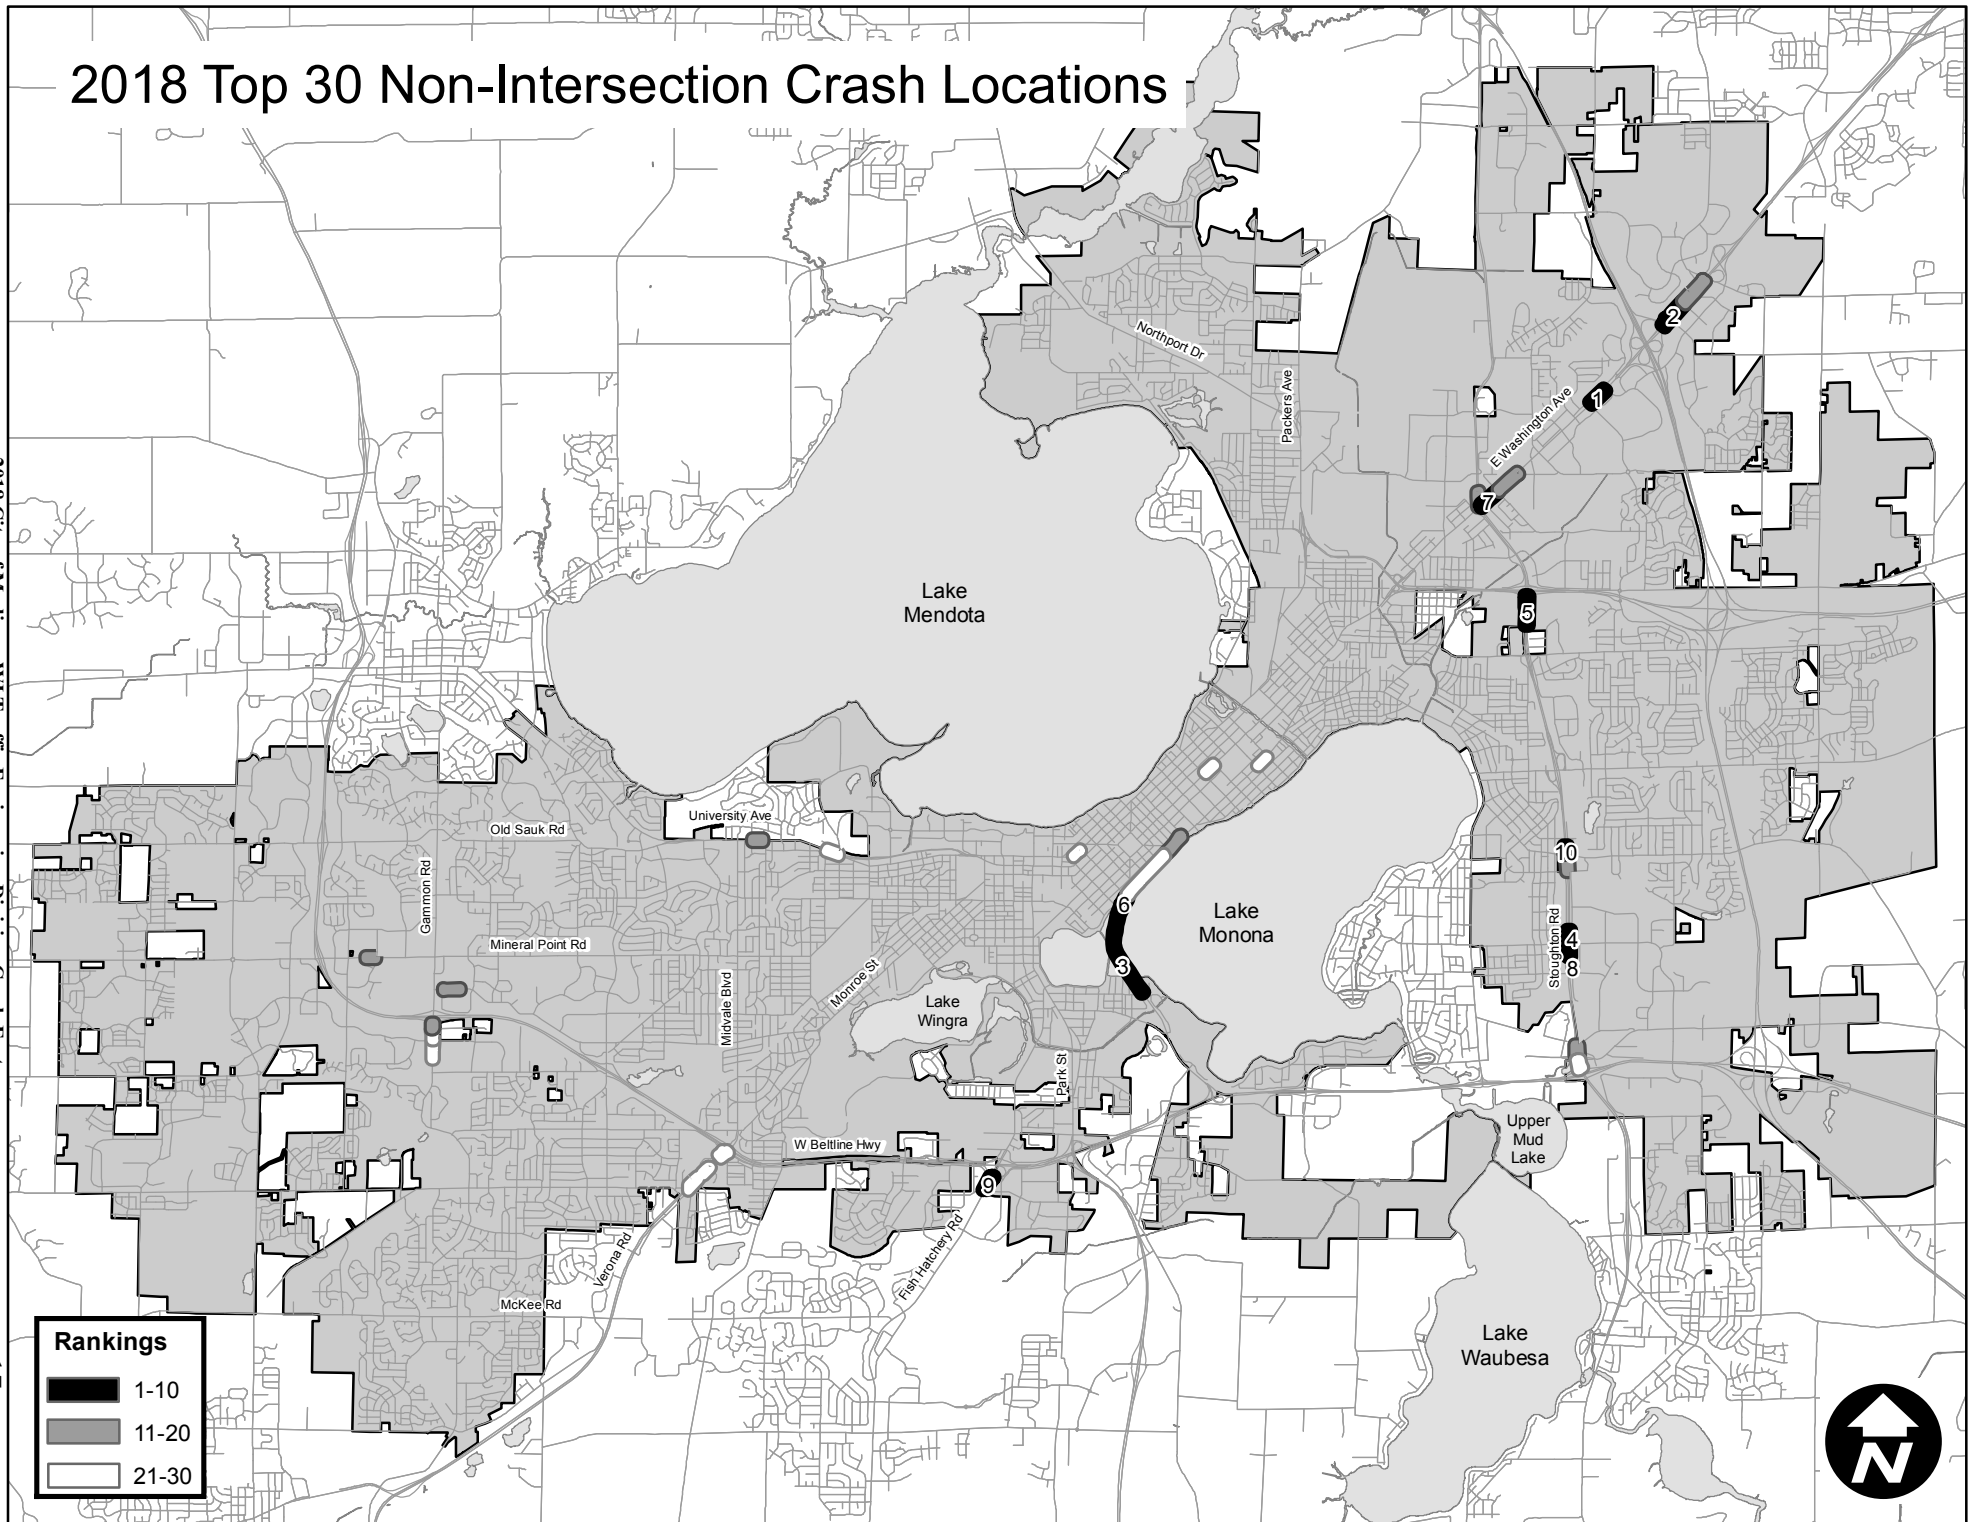 2018 Top 30 Non-Intersection Crash Locations
Northport Dr
Packers Ave
2
1
E Washington Ave
7
Lake
Mendota
5
University Ave
Old Sauk Rd
Gammon Rd
10
6
Lake
Monona
Mineral Point Rd
Stoughton Rd
4
8
3
Midvale Blvd
Monroe St
Lake
Wingra
Park St
W Beltline Hwy
Upper
Mud
Lake
9
Fish Hatchery Rd
Verona Rd
McKee Rd
Lake
Waubesa
Rankings
1-10
11-20
21-30
N